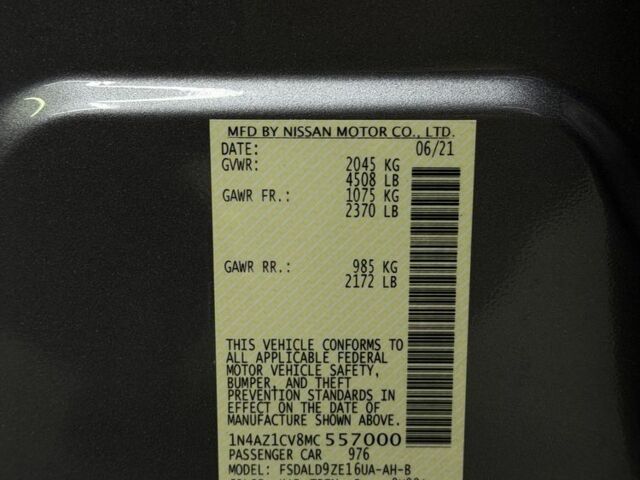 MFD BY NISSAN MOTOR CO., LTD.
DATE: 06/21
GVWR: 2045 KG
4508 LB
GAWR FR.: 1075 KG
2370 LB
GAWR RR.: 985 KG
2172 LB
THIS VEHICLE CONFORMS TO
ALL APPLICABLE FEDERAL
MOTOR VEHICLE SAFETY,
BUMPER, AND THEFT
PREVENTION STANDARDS IN
EFFECT ON THE DATE OF
MANUFACTURE SHOWN ABOVE.
1N4AZ1CV8MC 557000
PASSENGER CAR 976
MODEL: FSDALD9ZE16UA-AH-B